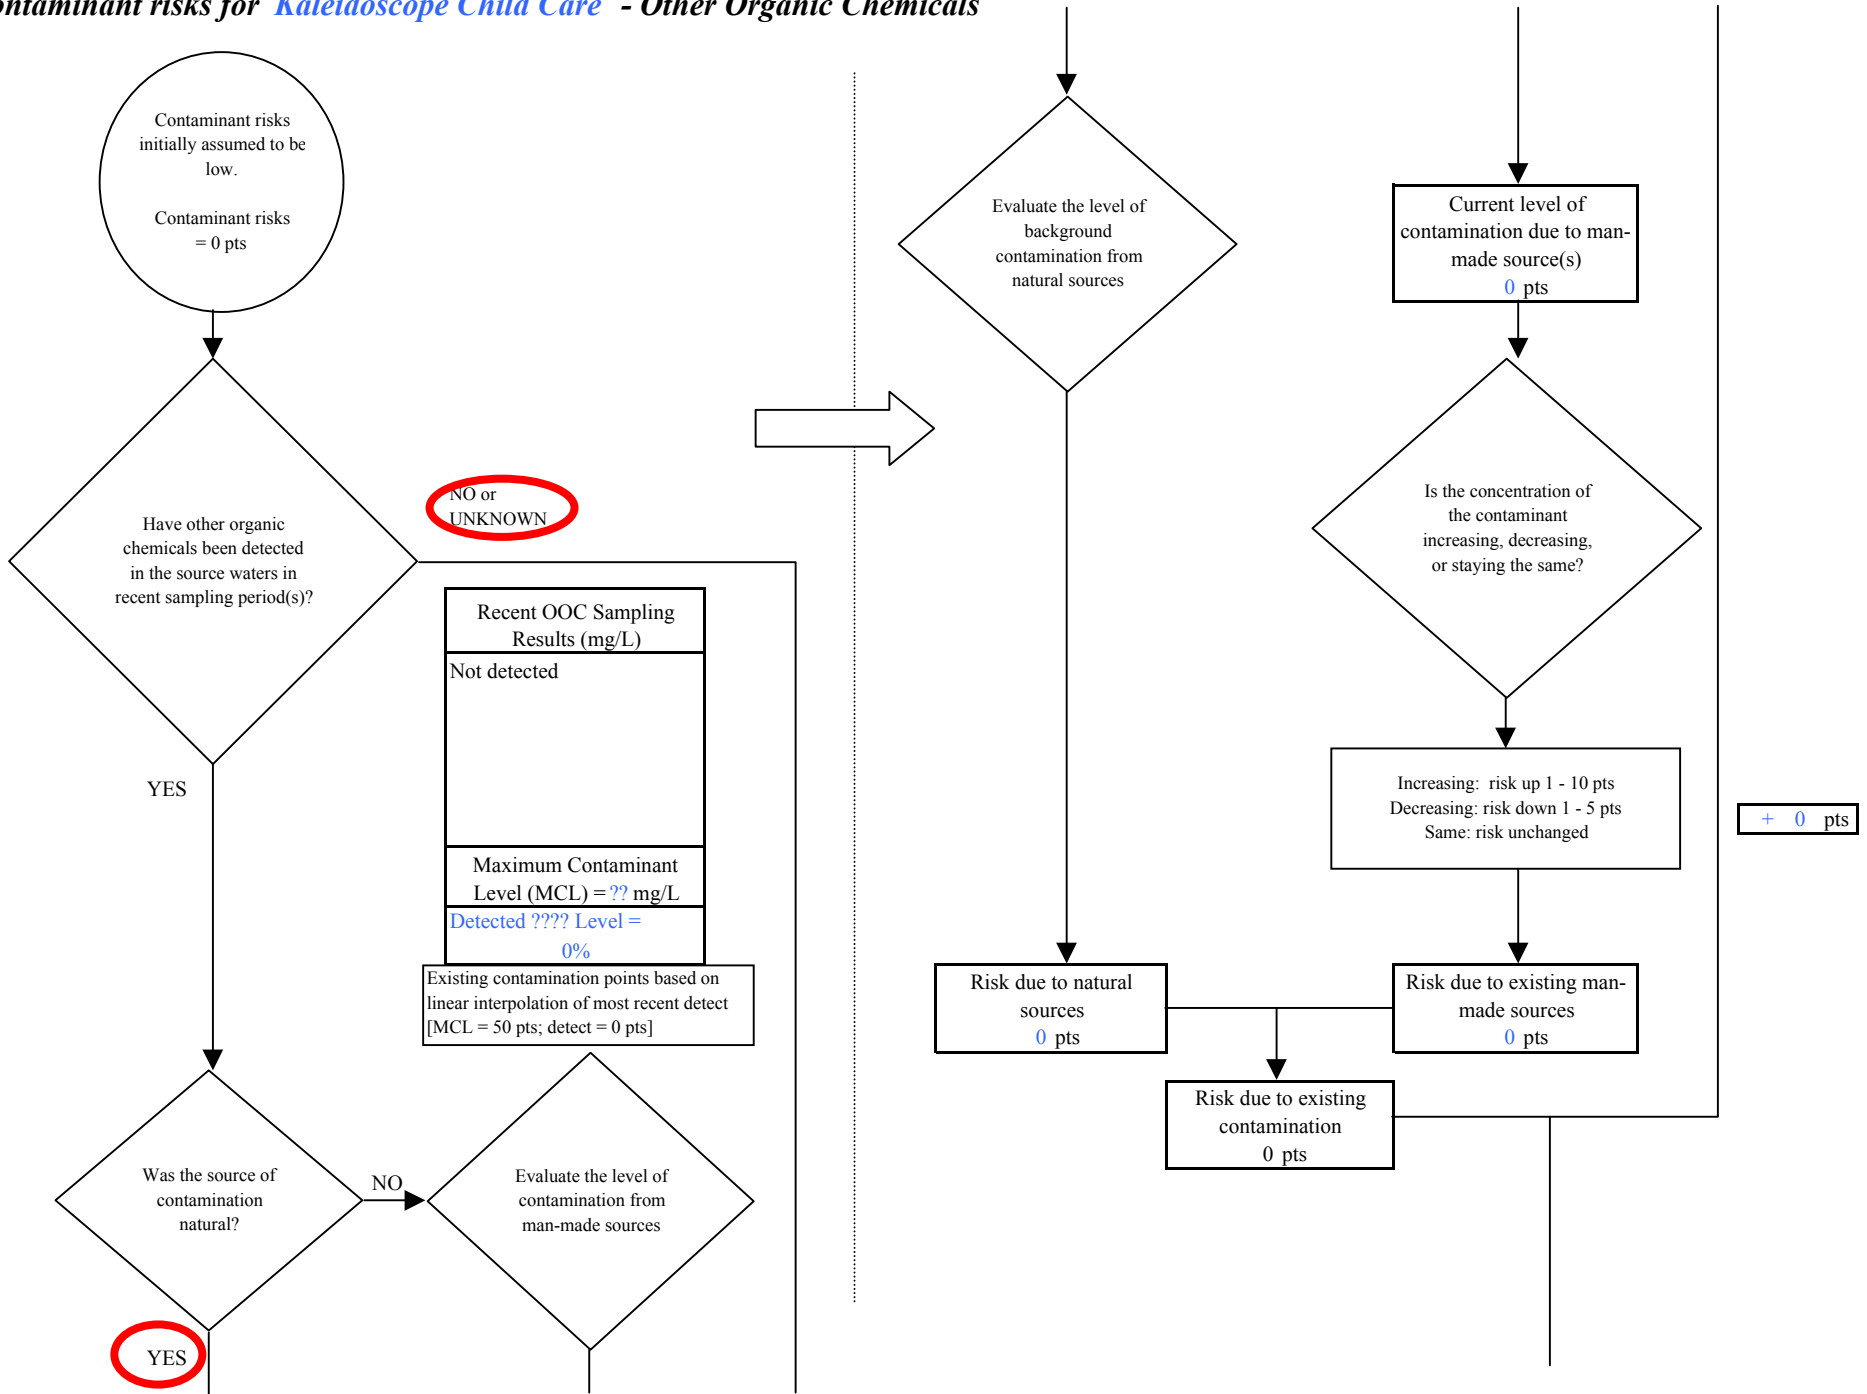 ontaminant risks for Kaleidoscope Child Care - Other Organic Chemicals
Contaminant risks
initially assumed to be
low.
Contaminant risks
= 0 pts
Have other organic
chemicals been detected
in the source waters in
recent sampling period(s)?
NO or
UNKNOWN
YES
Recent OOC Sampling
Results (mg/L)
Not detected
Maximum Contaminant
Level (MCL) = ?? mg/L
Detected ???? Level =
0%
Existing contamination points based on
linear interpolation of most recent detect
[MCL = 50 pts; detect = 0 pts]
Was the source of
contamination
natural?
NO
YES
Evaluate the level of
contamination from
man-made sources
Evaluate the level of
background
contamination from
natural sources
Current level of
contamination due to man-
made source(s)
0 pts
Is the concentration of
the contaminant
increasing, decreasing,
or staying the same?
Increasing: risk up 1 - 10 pts
Decreasing: risk down 1 - 5 pts
Same: risk unchanged
+ 0 pts
Risk due to natural
sources
0 pts
Risk due to existing man-
made sources
0 pts
Risk due to existing
contamination
0 pts